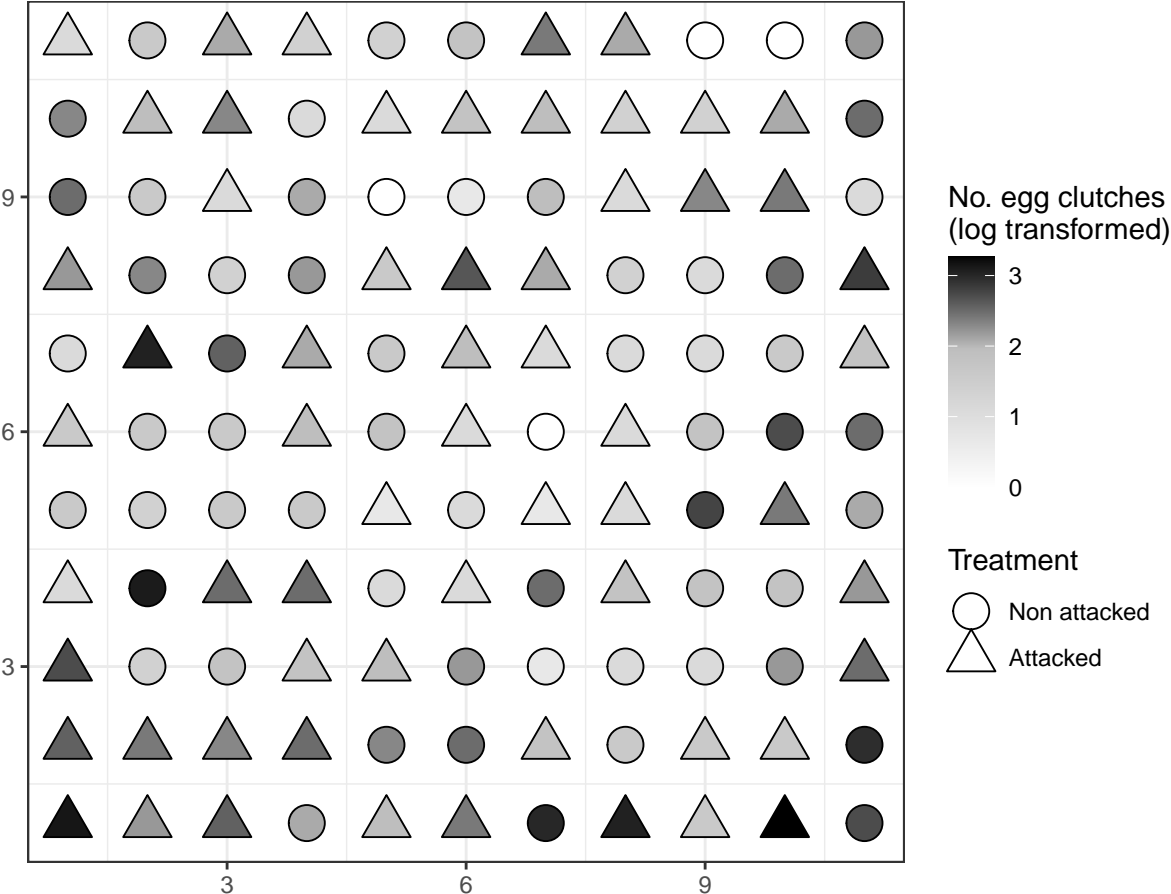 No. egg clutches
(log transformed)
3
2
1
0
Treatment
Non attacked
Attacked
9
6
3
3
6
9